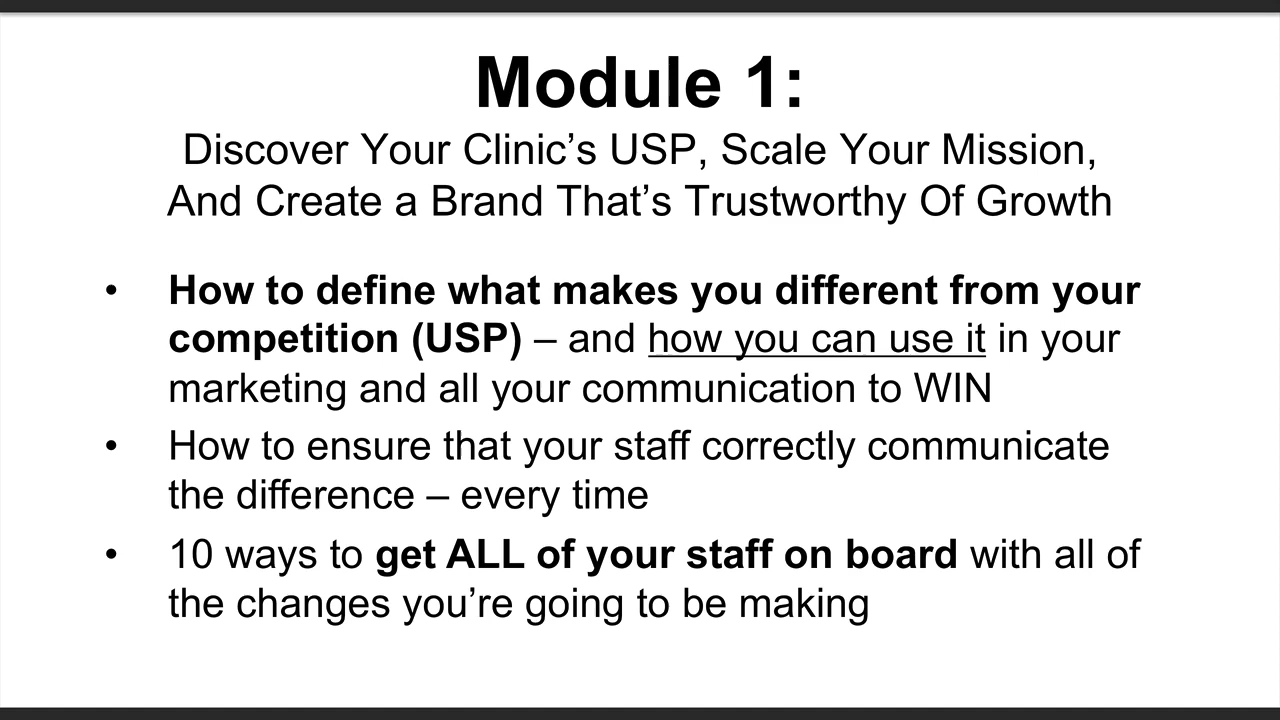 Module 1:
Discover Your Clinic’s USP, Scale Your Mission,
And Create a Brand That’s Trustworthy Of Growth
• How to define what makes you different from your
competition (USP) – and how you can use it in your
marketing and all your communication to WIN
• How to ensure that your staff correctly communicate
the difference – every time
• 10 ways to get ALL of your staff on board with all of
the changes you’re going to be making